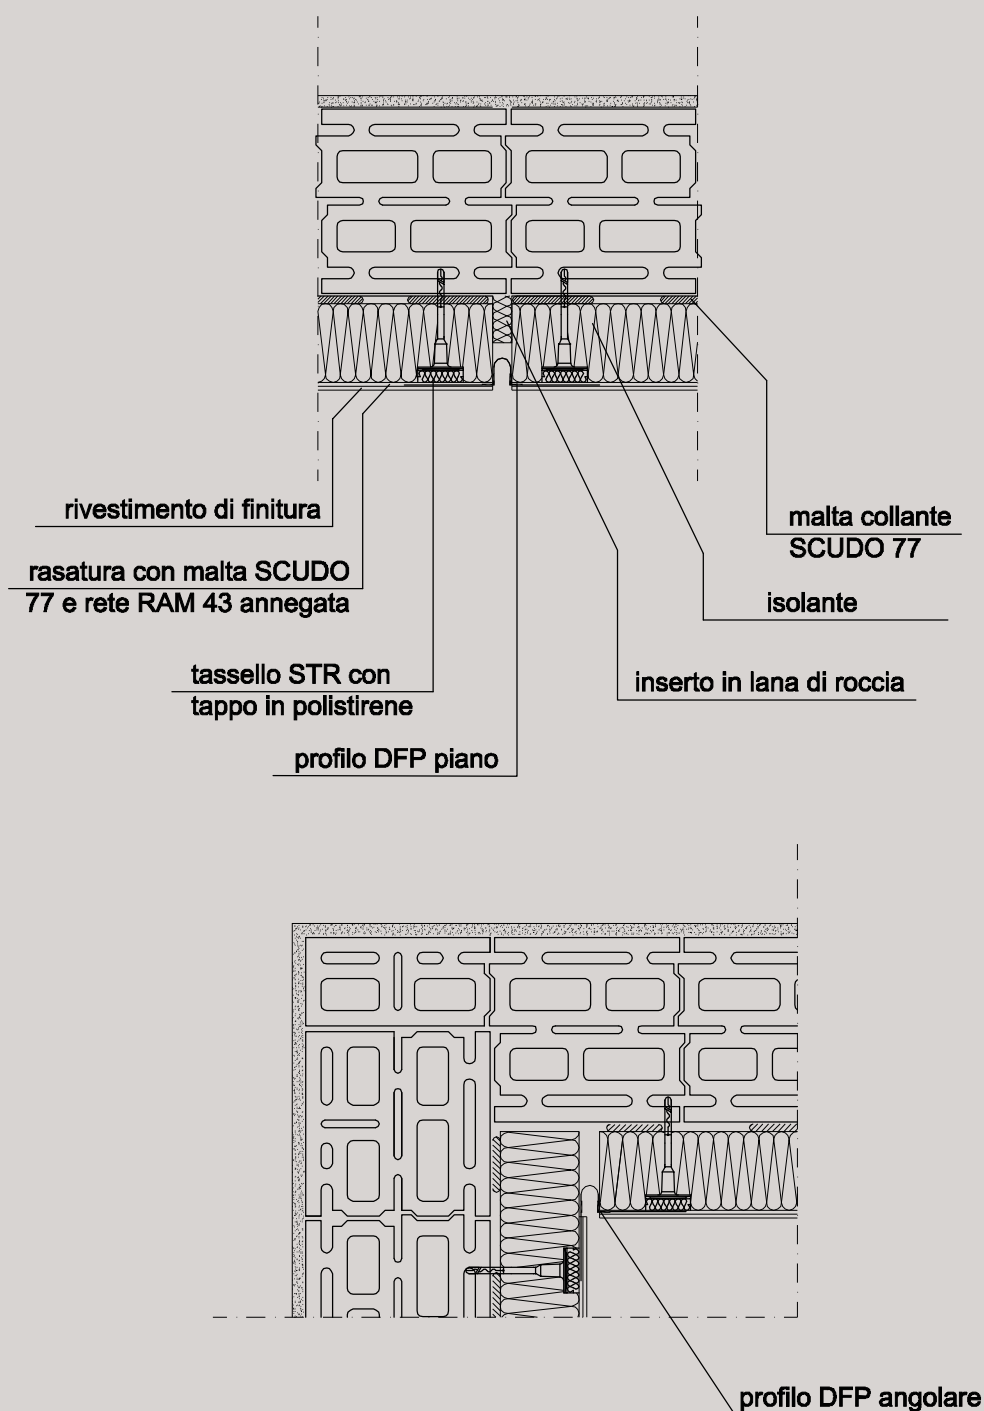 rivestimento di finitura
malta collante
SCUDO 77
rasatura con malta SCUDO
77 e rete RAM 43 annegata
isolante
tassello STR con
tappo in polistirene
inserto in lana di roccia
profilo DFP piano
profilo DFP angolare